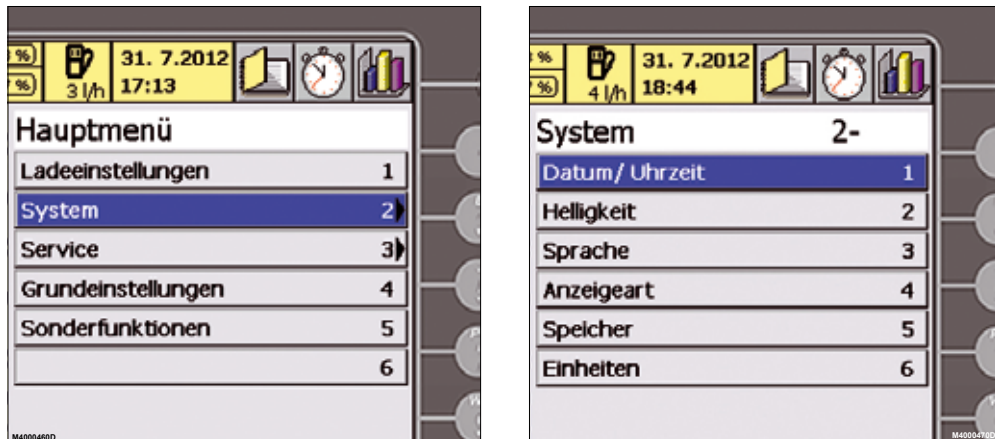 %)
%)
3 l/h
31. 7.2012
17:13
Hauptmenü
Ladeeinstellungen 1
System 2
Service 3
Grundeinstellungen 4
Sonderfunktionen 5
6
M4000460D
%
%)
4 l/h
31. 7.2012
18:44
System 2-
Datum/ Uhrzeit 1
Helligkeit 2
Sprache 3
Anzeigeart 4
Speicher 5
Einheiten 6
M4000470D